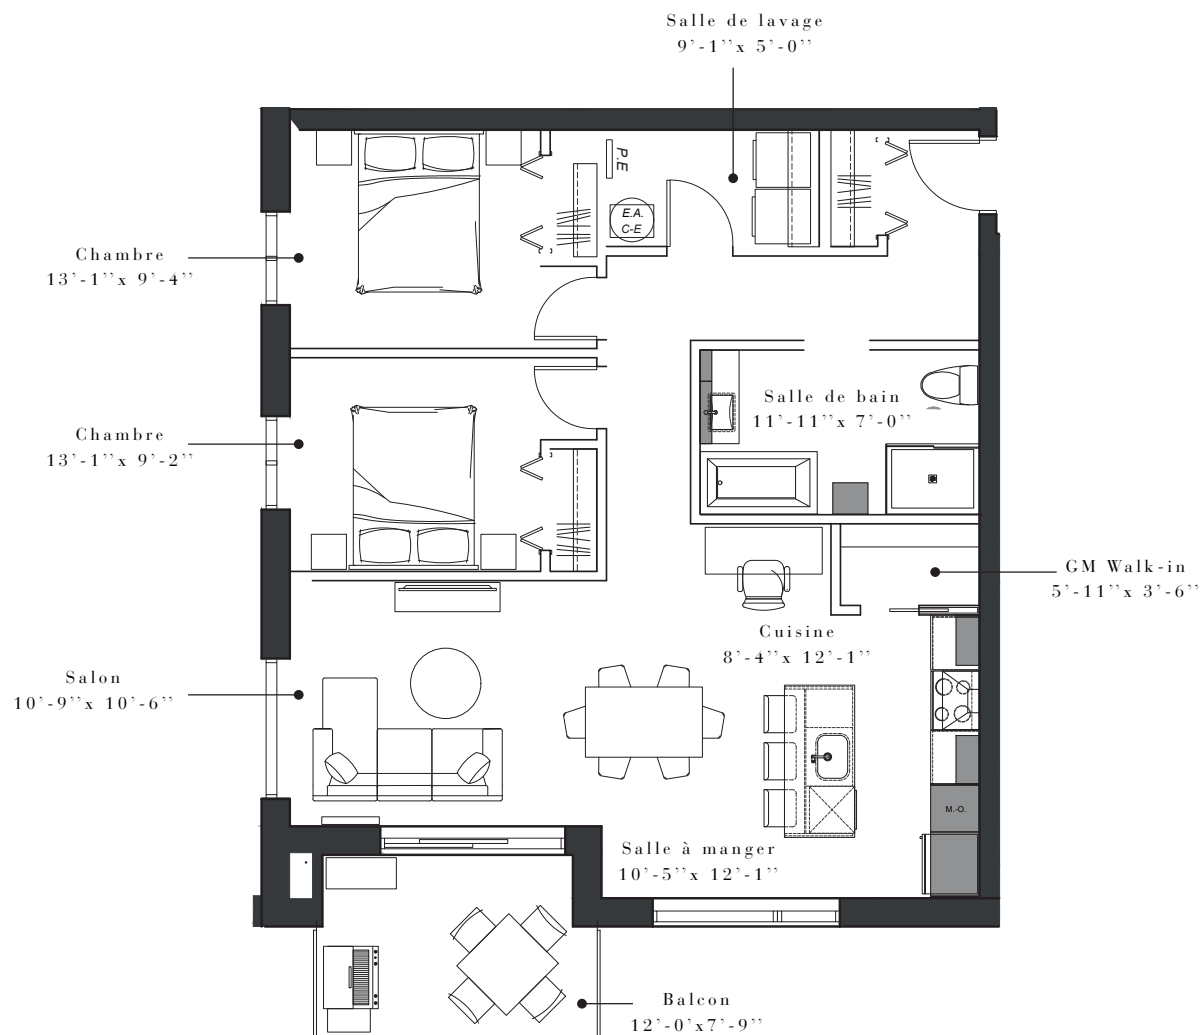 Salle de lavage
9’-1’’x 5’-0’’
P.E
E.A.
C-E
Chambre
13’-1’’x 9’-4’’
Salle de bain
11’-11’’x 7’-0’’
Chambre
13’-1’’x 9’-2’’
GM Walk-in
5’-11’’x 3’-6’’
Cuisine
8’-4’’x 12’-1’’
Salon
10’-9’’x 10’-6’’
M.-O.
Salle à manger
10’-5’’x 12’-1’’
Balcon
12’-0’x7’-9’’